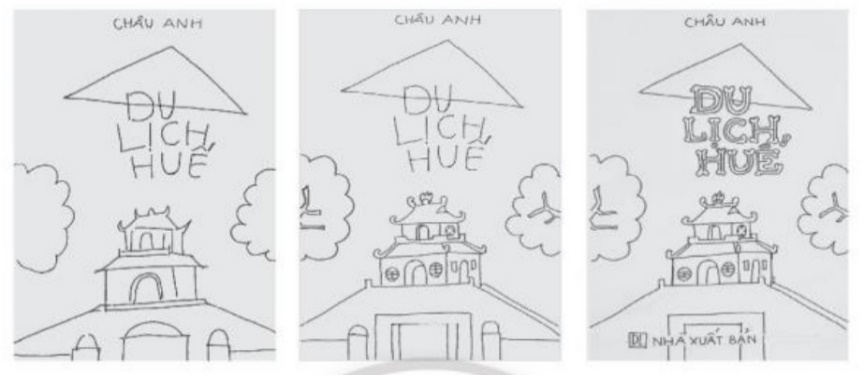 CHÂU ANH
DU
LỊCH,
HUẾ
CHÂU ANH
DU
LỊCH,
HUẾ
CHÂU ANH
DU
LỊCH,
HUẾ
NHÀ XUẤT BẢN